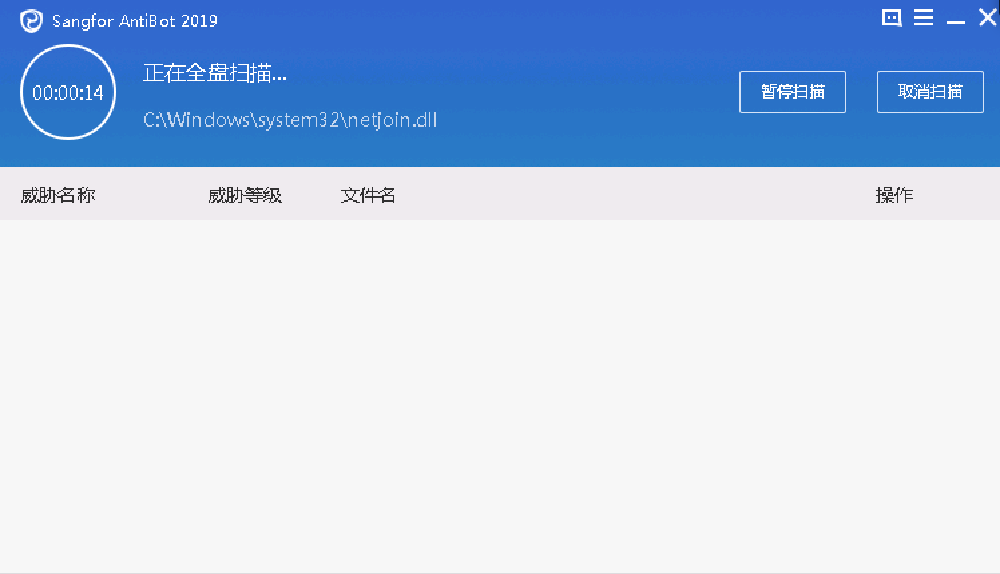 Sangfor AntiBot 2019
00:00:14
正在全盘扫描...
C:\Windows\system32\netjoin.dll
暂停扫描
取消扫描
威胁名称 威胁等级 文件名 操作